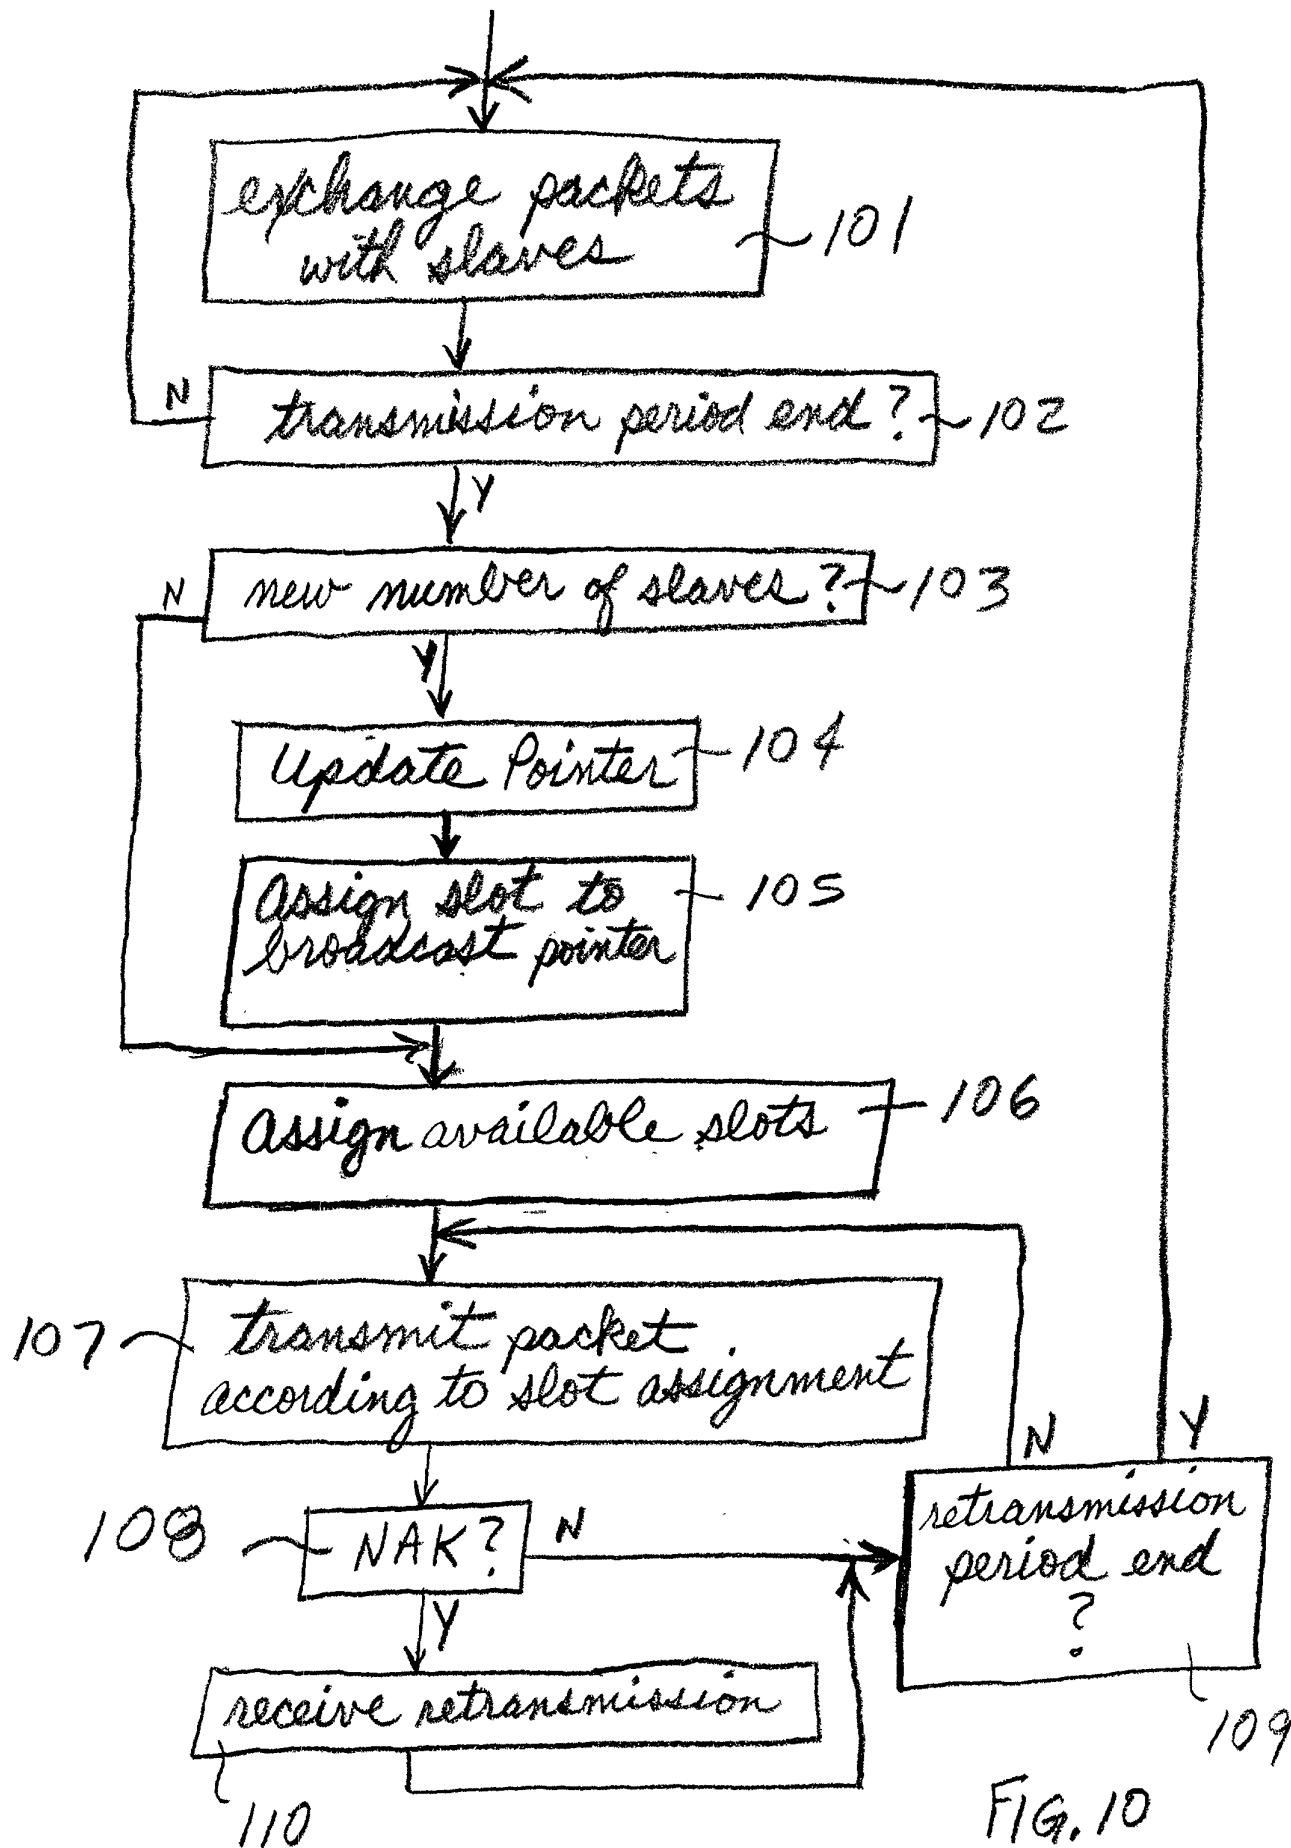 exchange packets
with slaves
101
N
transmission period end?
102
Y
N
new number of slaves?
103
Y
Update Pointer
104
Assign slot to
broadcast pointer
105
Assign available slots
106
107
transmit packet
according to slot assignment
N
Y
108
NAK?
N
retransmission
period end
?
Y
receive retransmission
109
110
FIG. 10